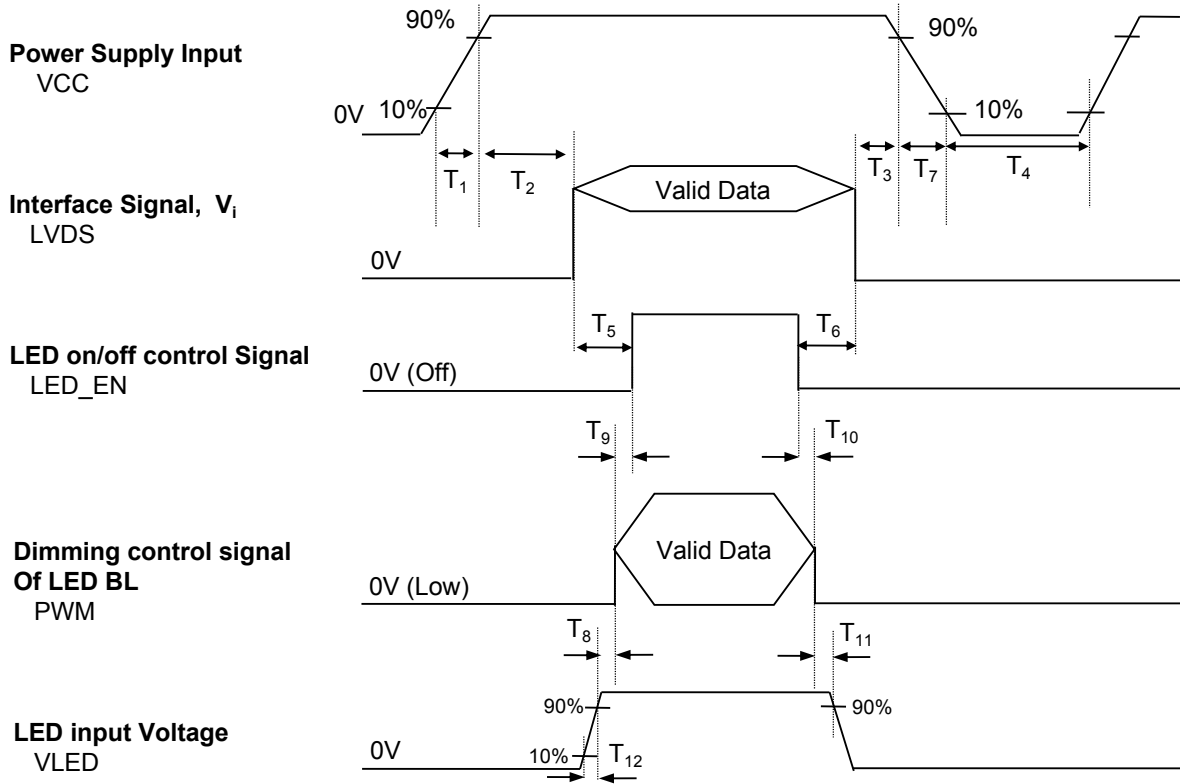 Power Supply Input
VCC
0V
10%
90%
90%
10%
T₁
T₂
T₃
T₇
T₄
Interface Signal, Vᵢ
LVDS
0V
Valid Data
LED on/off control Signal
LED_EN
0V (Off)
T₅
T₆
T₉
T₁₀
Dimming control signal
Of LED BL
PWM
0V (Low)
Valid Data
T₈
T₁₁
LED input Voltage
VLED
0V
90%
10%
T₁₂
90%